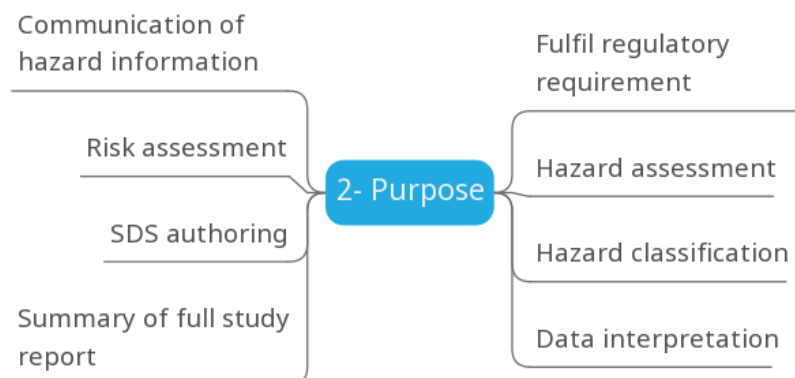 Communication of
hazard information
Risk assessment
SDS authoring
Summary of full study
report
2- Purpose
Fulfil regulatory
requirement
Hazard assessment
Hazard classification
Data interpretation